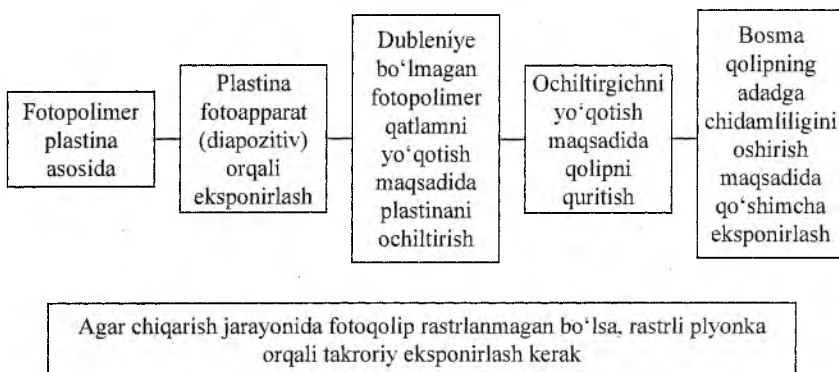 Fotopolimer
plastina
asosida
Plastina
fotoapparat
(diapozitiv)
orqali
eksponirlash
Dubleniye
bo‘lmagan
fotopolimer
qatlamni
yo‘qotish
maqsadida
plastinani
ochiltirish
Ochiltirgichni
yo‘qotish
maqsadida
qolipni
quritish
Bosma
qolipning
adadga
chidamliligini
oshirish
maqsadida
qo‘shimcha
eksponirlash
Agar chiqarish jarayonida fotoqolip rastrlanmagan bo‘lsa, rastrli plyonka
orqali takroriy eksponirlash kerak